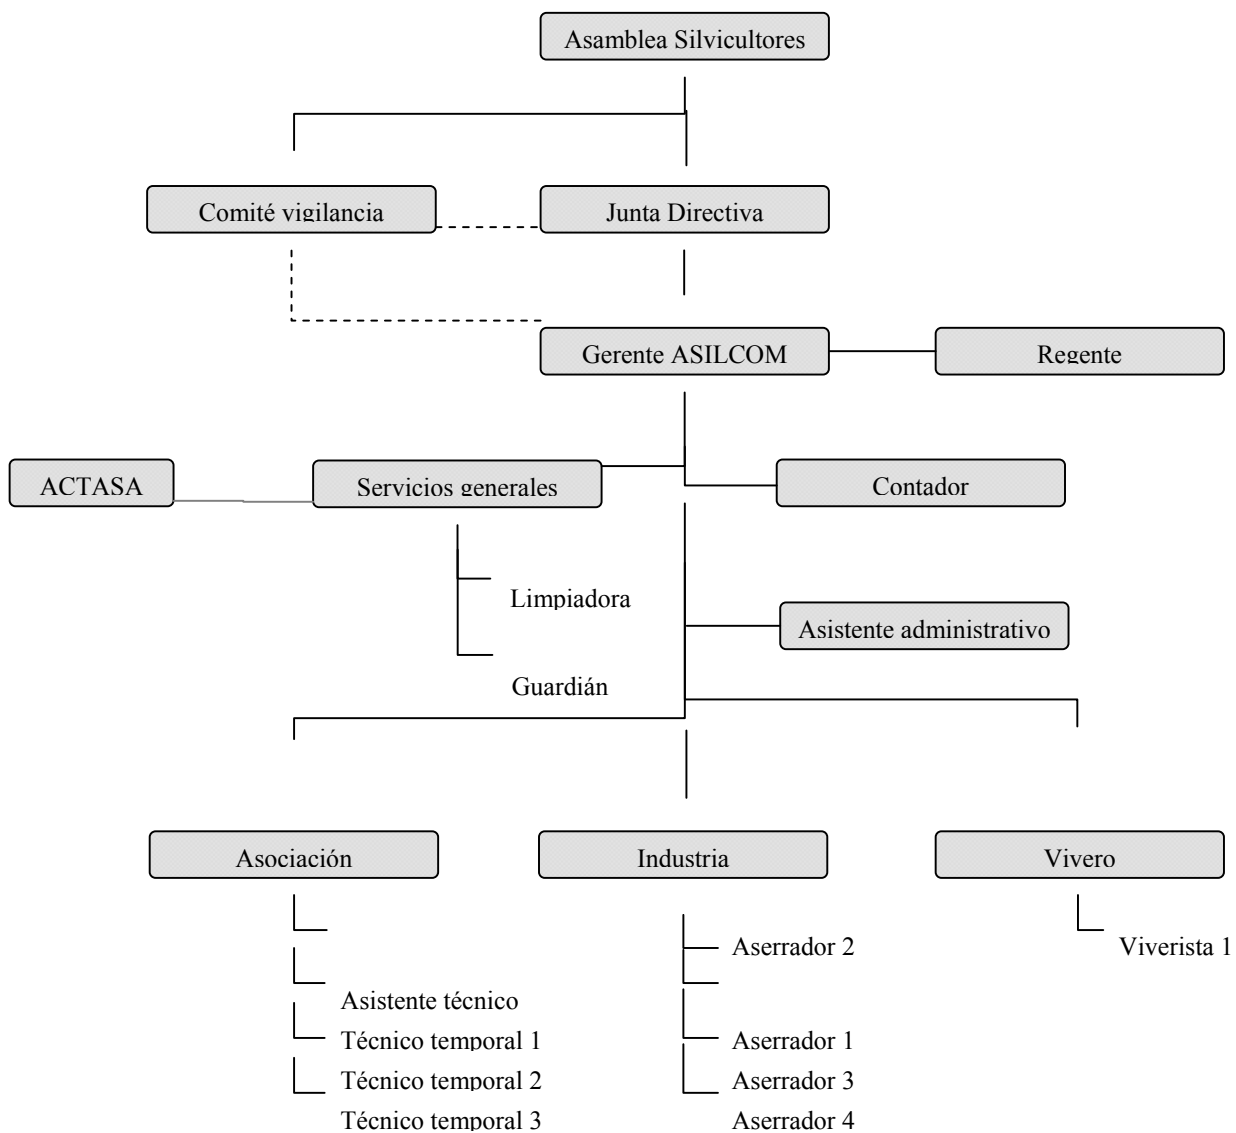 Asamblea Silvicultores
Comité vigilancia
Junta Directiva
Gerente ASILCOM
Regente
ACTASA
Servicios generales
Contador
Limpiadora
Asistente administrativo
Guardián
Asociación
Industria
Vivero
Aserrador 2
Viverista 1
Asistente técnico
Técnico temporal 1
Aserrador 1
Técnico temporal 2
Aserrador 3
Técnico temporal 3
Aserrador 4